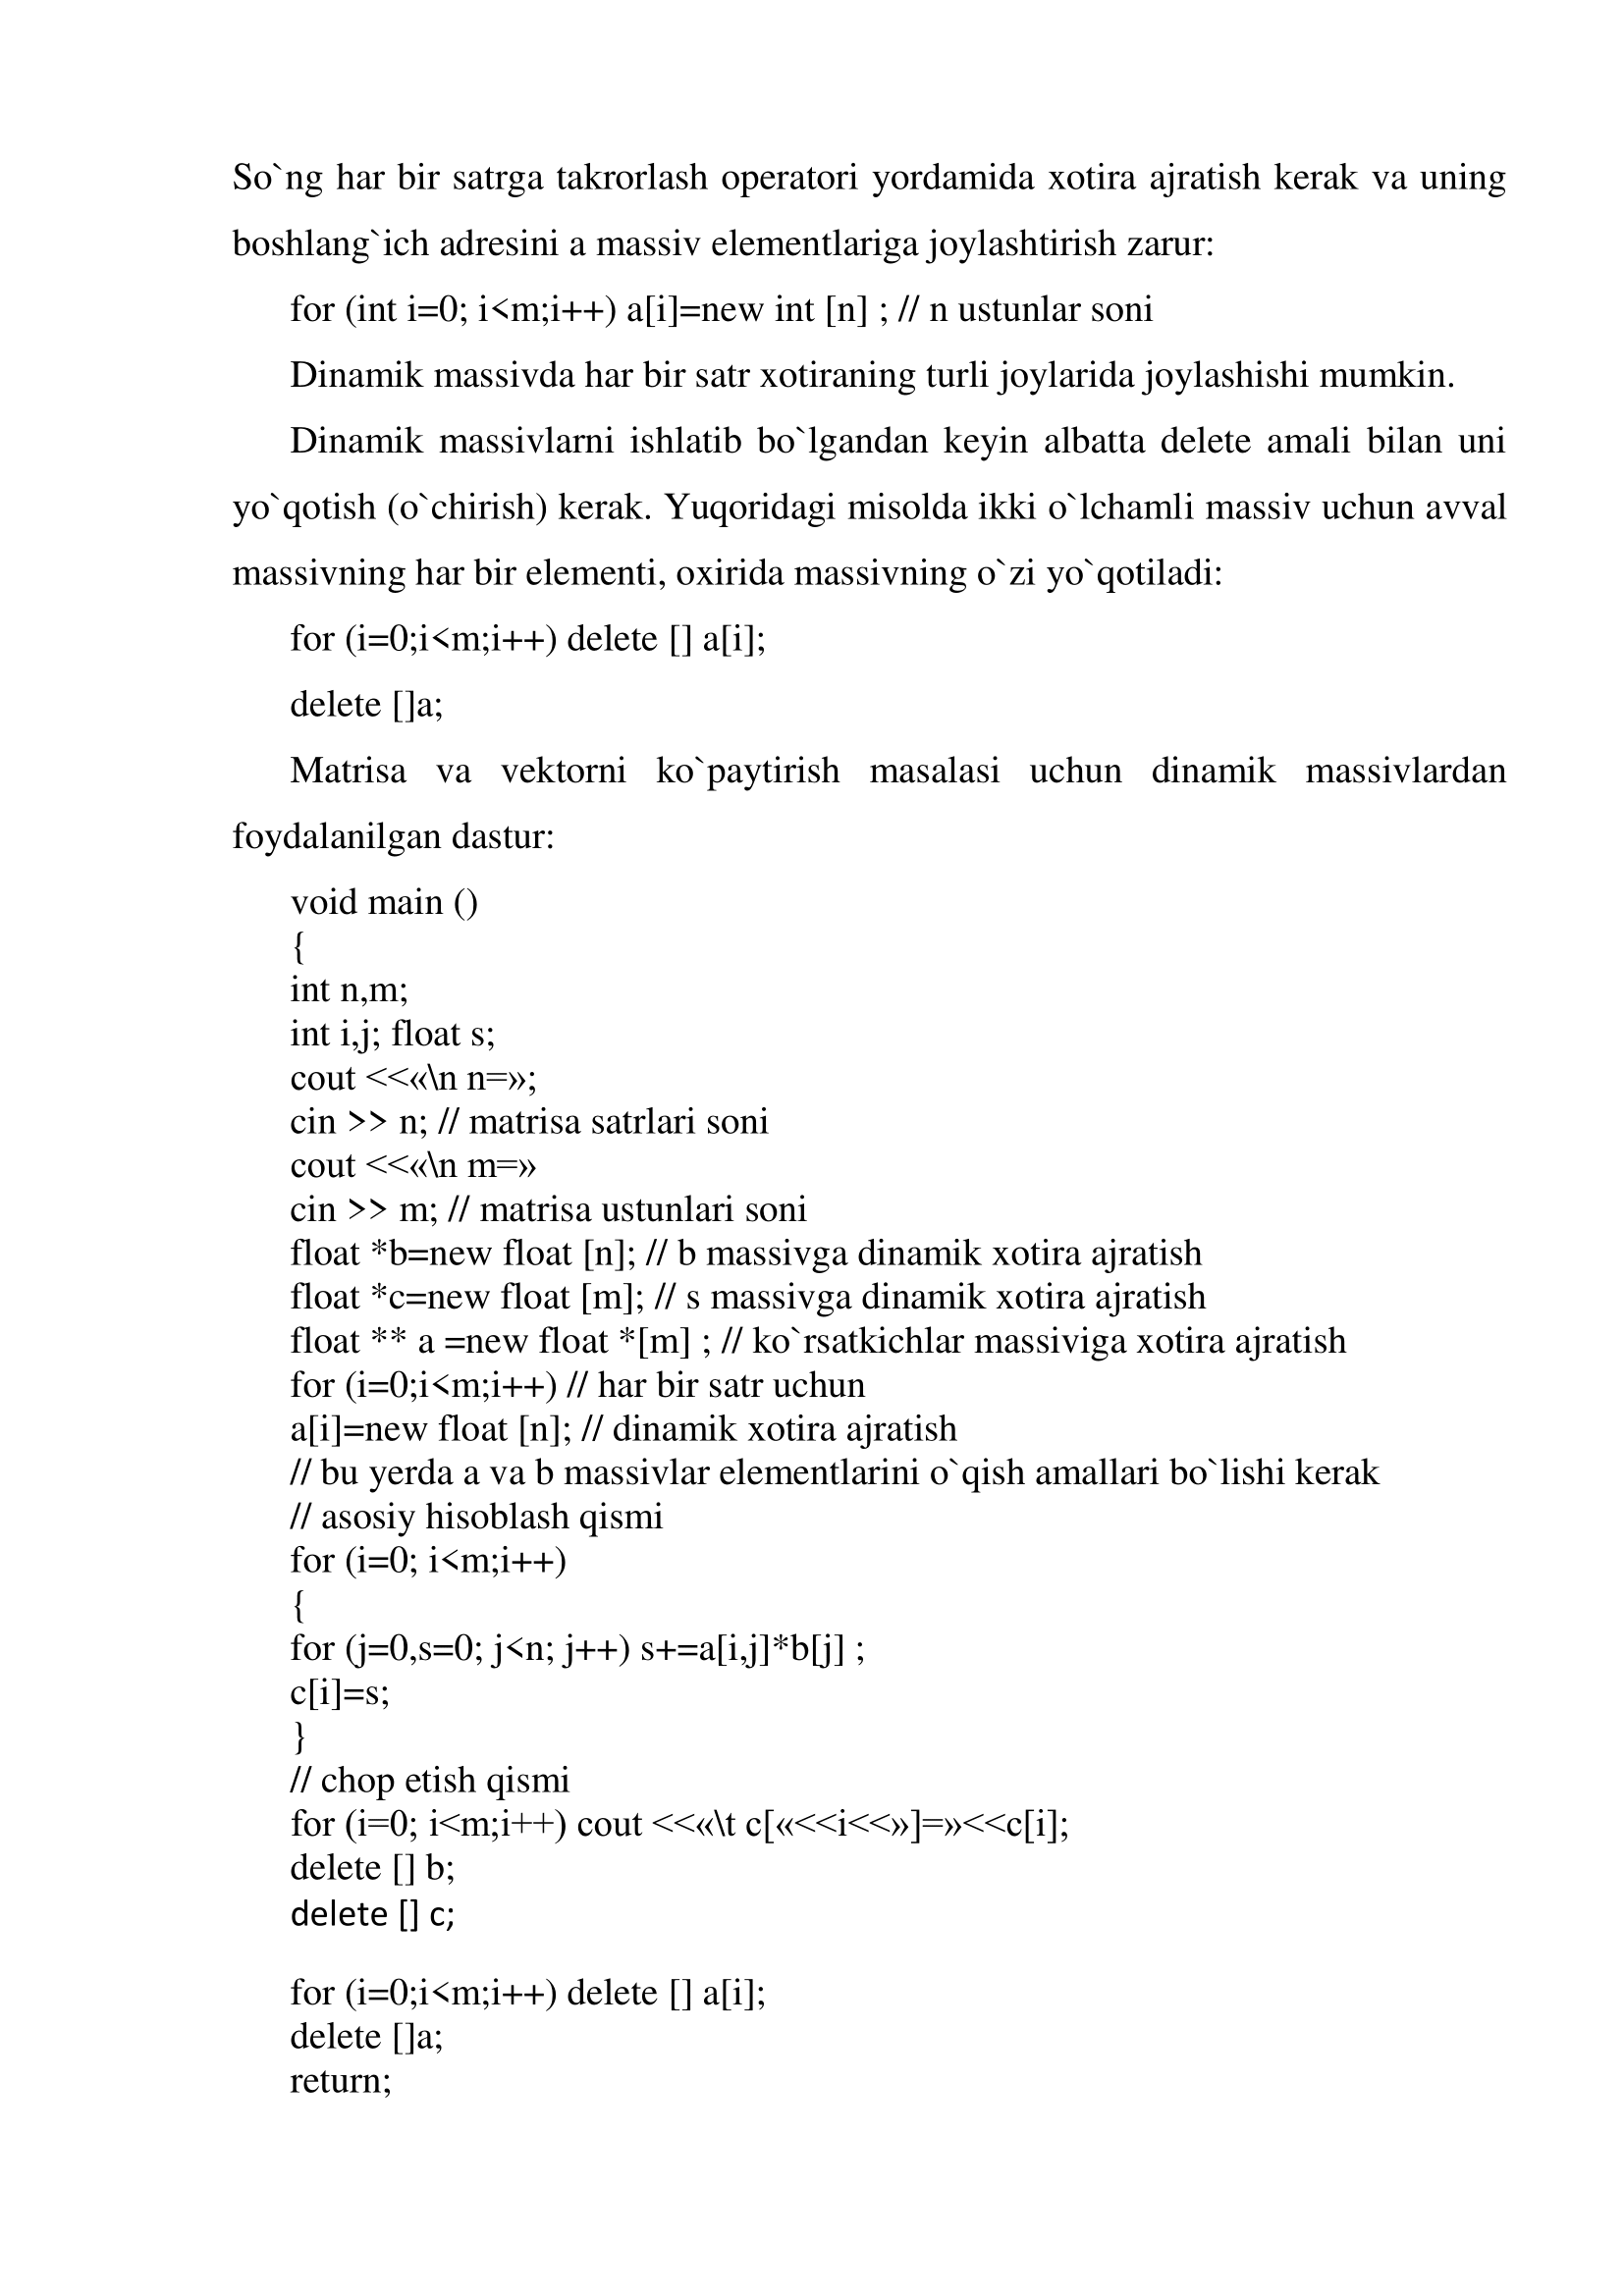 So`ng har bir satrga takrorlash operatori yordamida xotira ajratish kerak va uning
boshlang`ich adresini a massiv elementlariga joylashtirish zarur:
for (int i=0; i<m;i++) a[i]=new int [n] ; // n ustunlar soni
Dinamik massivda har bir satr xotiraning turli joylarida joylashishi mumkin.
Dinamik massivlarni ishlatib bo`lgandan keyin albatta delete amali bilan uni
yo`qotish (o`chirish) kerak. Yuqoridagi misolda ikki o`lchamli massiv uchun avval
massivning har bir elementi, oxirida massivning o`zi yo`qotiladi:
for (i=0;i<m;i++) delete [] a[i];
delete []a;
Matrisa va vektorni ko`paytirish masalasi uchun dinamik massivlardan
foydalanilgan dastur:
void main ()
{
int n,m;
int i,j; float s;
cout <<«\n n=»;
cin >> n; // matrisa satrlari soni
cout <<«\n m=»
cin >> m; // matrisa ustunlari soni
float *b=new float [n]; // b massivga dinamik xotira ajratish
float *c=new float [m]; // s massivga dinamik xotira ajratish
float ** a =new float *[m] ; // ko`rsatkichlar massiviga xotira ajratish
for (i=0;i<m;i++) // har bir satr uchun
a[i]=new float [n]; // dinamik xotira ajratish
// bu yerda a va b massivlar elementlarini o`qish amallari bo`lishi kerak
// asosiy hisoblash qismi
for (i=0; i<m;i++)
{
for (j=0,s=0; j<n; j++) s+=a[i,j]*b[j] ;
c[i]=s;
}
// chop etish qismi
for (i=0; i<m;i++) cout <<«\t c[«<<i<<»]=»<<c[i];
delete [] b;
delete [] c;
for (i=0;i<m;i++) delete [] a[i];
delete []a;
return;